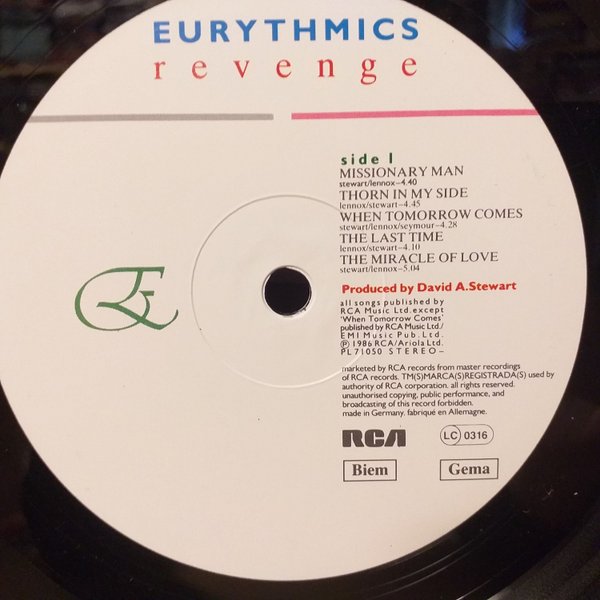 EURYTHMICS
revenge
side 1
MISSIONARY MAN
stewart/lennox–4.40
THORN IN MY SIDE
lennox/stewart–4.45
WHEN TOMORROW COMES
stewart/lennox/seymour–4.28
THE LAST TIME
lennox/stewart–4.10
THE MIRACLE OF LOVE
stewart/lennox–5.04
Produced by David A.Stewart
all songs published by
RCA Music Ltd. except
'When Tomorrow Comes'
published by RCA Music Ltd./
EMI Music Pub. Ltd.
℗ 1986 RCA/Ariola Ltd.
PL71050 STEREO–
marketed by RCA records from master recordings
of RCA records. TM(S)MARCA(S)REGISTRADA(S) used by
authority of RCA corporation. all rights reserved.
unauthorised copying, public performance, and
broadcasting of this record forbidden.
made in Germany. fabriqué en Allemagne.
RCA LC 0316
Biem Gema